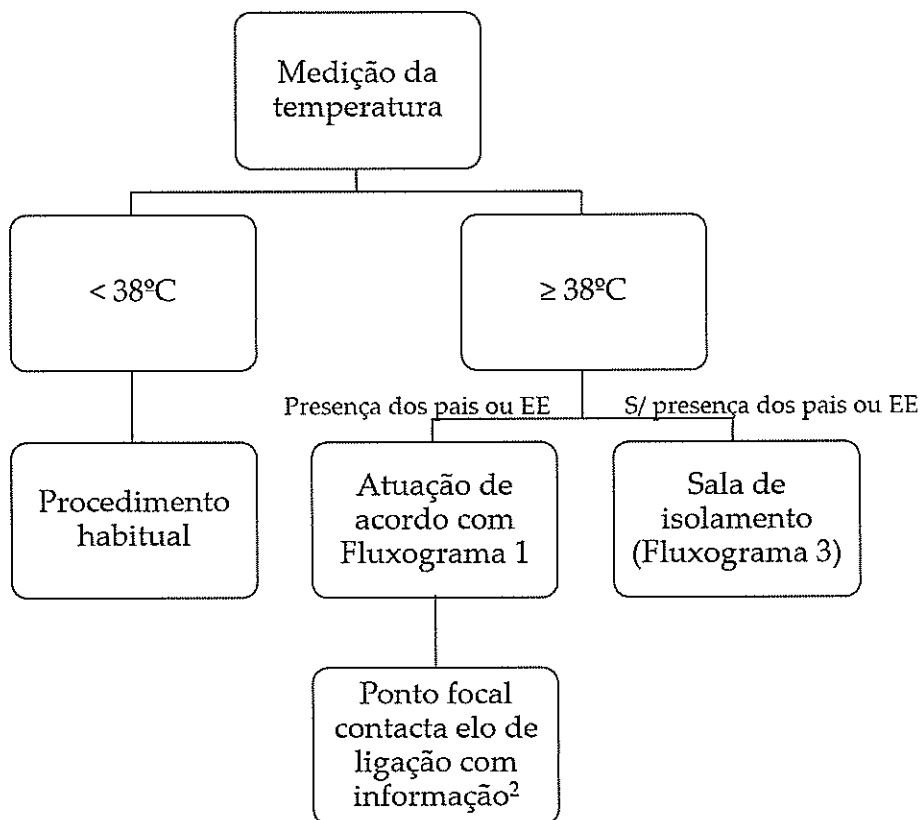 Medição da
temperatura
< 38ºC
≥ 38ºC
Presença dos pais ou EE
S/ presença dos pais ou EE
Procedimento
habitual
Atuação de
acordo com
Fluxograma 1
Sala de
isolamento
(Fluxograma 3)
Ponto focal
contacta elo de
ligação com
informação²